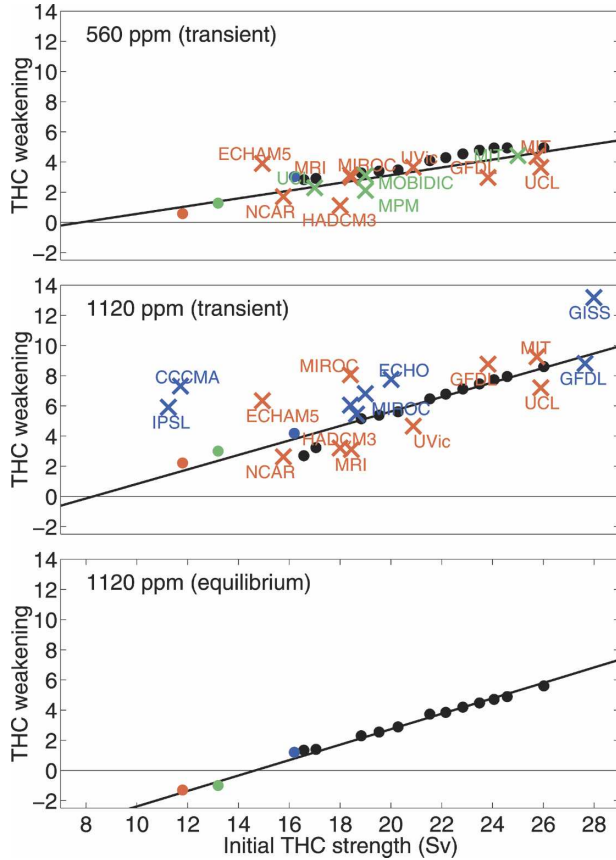 14
560 ppm (transient)
12
10
8
6
4
2
0
−2
THC weakening
ECHAM5
MRI
MIROC
UVic
MIT
MIT
GFDL
UCL
NCAR
HADCM3
MOBIDIC
MPM
14
1120 ppm (transient)
12
10
8
6
4
2
0
−2
THC weakening
GISS
MIT
CCCMA
MIROC
ECHO
GFDL
GFDL
IPSL
ECHAM5
MIROC
UCL
HADCM3
UVic
NCAR
MRI
14
1120 ppm (equilibrium)
12
10
8
6
4
2
0
−2
THC weakening
8 10 12 14 16 18 20 22 24 26 28
Initial THC strength (Sv)